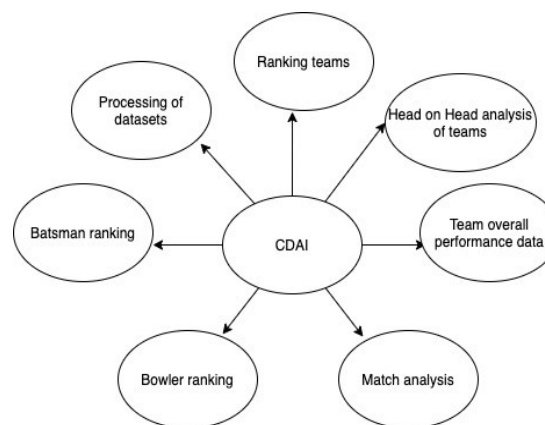 Ranking teams
Processing of
datasets
Head on Head analysis
of teams
Batsman ranking
CDAI
Team overall
performance data
Bowler ranking
Match analysis